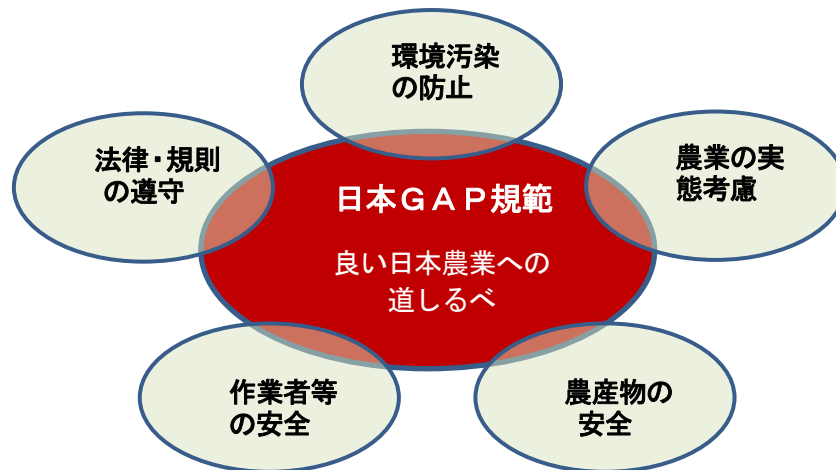 環境汚染
の防止
法律・規則
の遵守
農業の実
態考慮
日本ＧＡＰ規範
良い日本農業への
道しるべ
作業者等
の安全
農産物の
安全